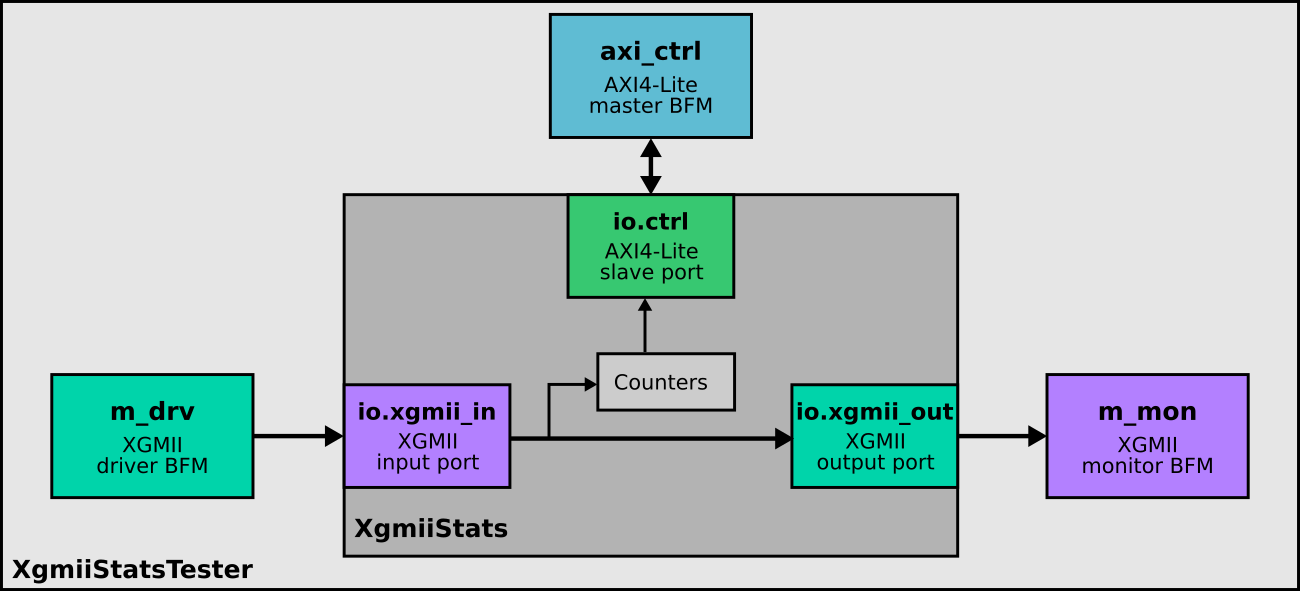 axi_ctrl
AXI4-Lite
master BFM
io.ctrl
AXI4-Lite
slave port
Counters
m_drv
XGMII
driver BFM
io.xgmii_in
XGMII
input port
io.xgmii_out
XGMII
output port
m_mon
XGMII
monitor BFM
XgmiiStats
XgmiiStatsTester